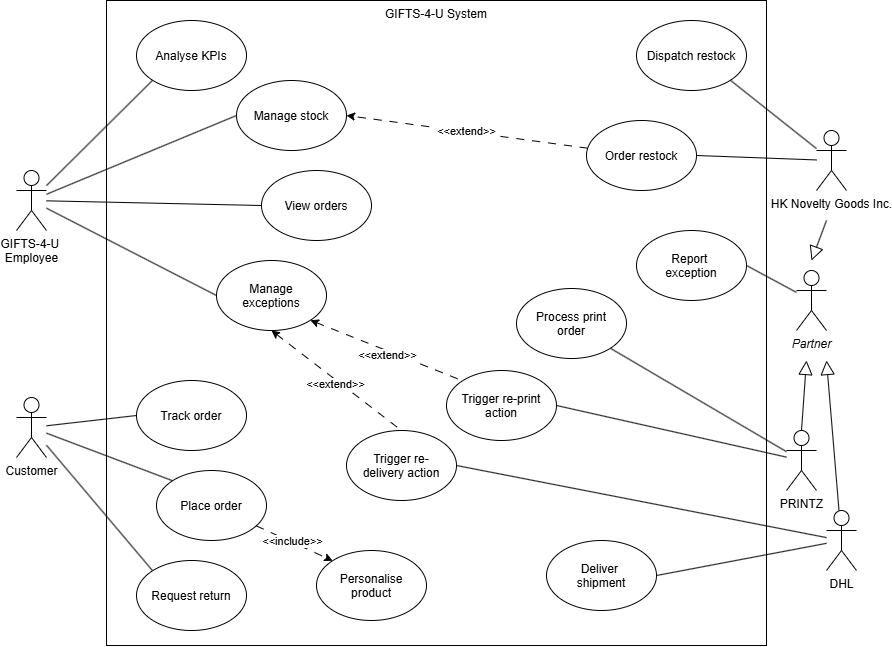 GIFTS-4-U System
Analyse KPIs
Dispatch restock
Manage stock
<<extend>>
Order restock
HK Novelty Goods Inc.
View orders
GIFTS-4-U
Employee
Report
exception
Manage
exceptions
Process print
order
Partner
<<extend>>
<<extend>>
Trigger re-print
action
Track order
Customer
Trigger re-
delivery action
Place order
PRINTZ
<<include>>
Personalise
product
Deliver
shipment
DHL
Request return